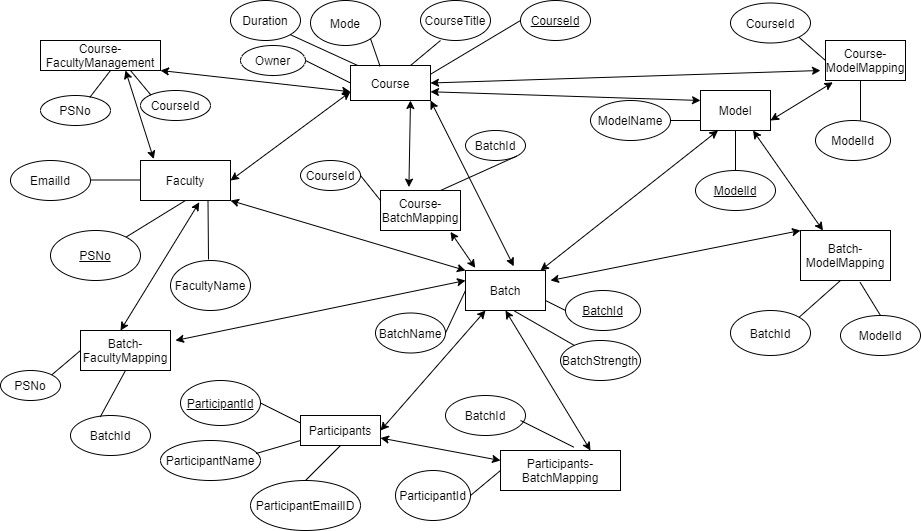 Duration
Mode
CourseTitle
CourseId
CourseId
Course-
FacultyManagement
Owner
Course
Course-
ModelMapping
PSNo
CourseId
ModelName
Model
ModelId
BatchId
EmailId
Faculty
CourseId
Course-
BatchMapping
ModelId
PSNo
FacultyName
Batch-
ModelMapping
Batch
BatchId
BatchName
BatchId
ModelId
Batch-
FacultyMapping
BatchStrength
PSNo
ParticipantId
BatchId
BatchId
Participants
ParticipantName
Participants-
BatchMapping
ParticipantId
ParticipantEmailID